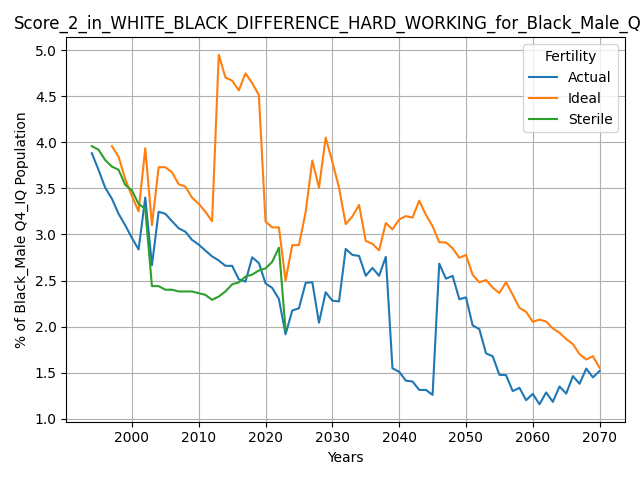 Score_2_in_WHITE_BLACK_DIFFERENCE_HARD_WORKING_for_Black_Male_Q
Fertility
Actual
Ideal
Sterile
% of Black_Male Q4_IQ Population
5.0
4.5
4.0
3.5
3.0
2.5
2.0
1.5
1.0
2000 2010 2020 2030 2040 2050 2060 2070
Years